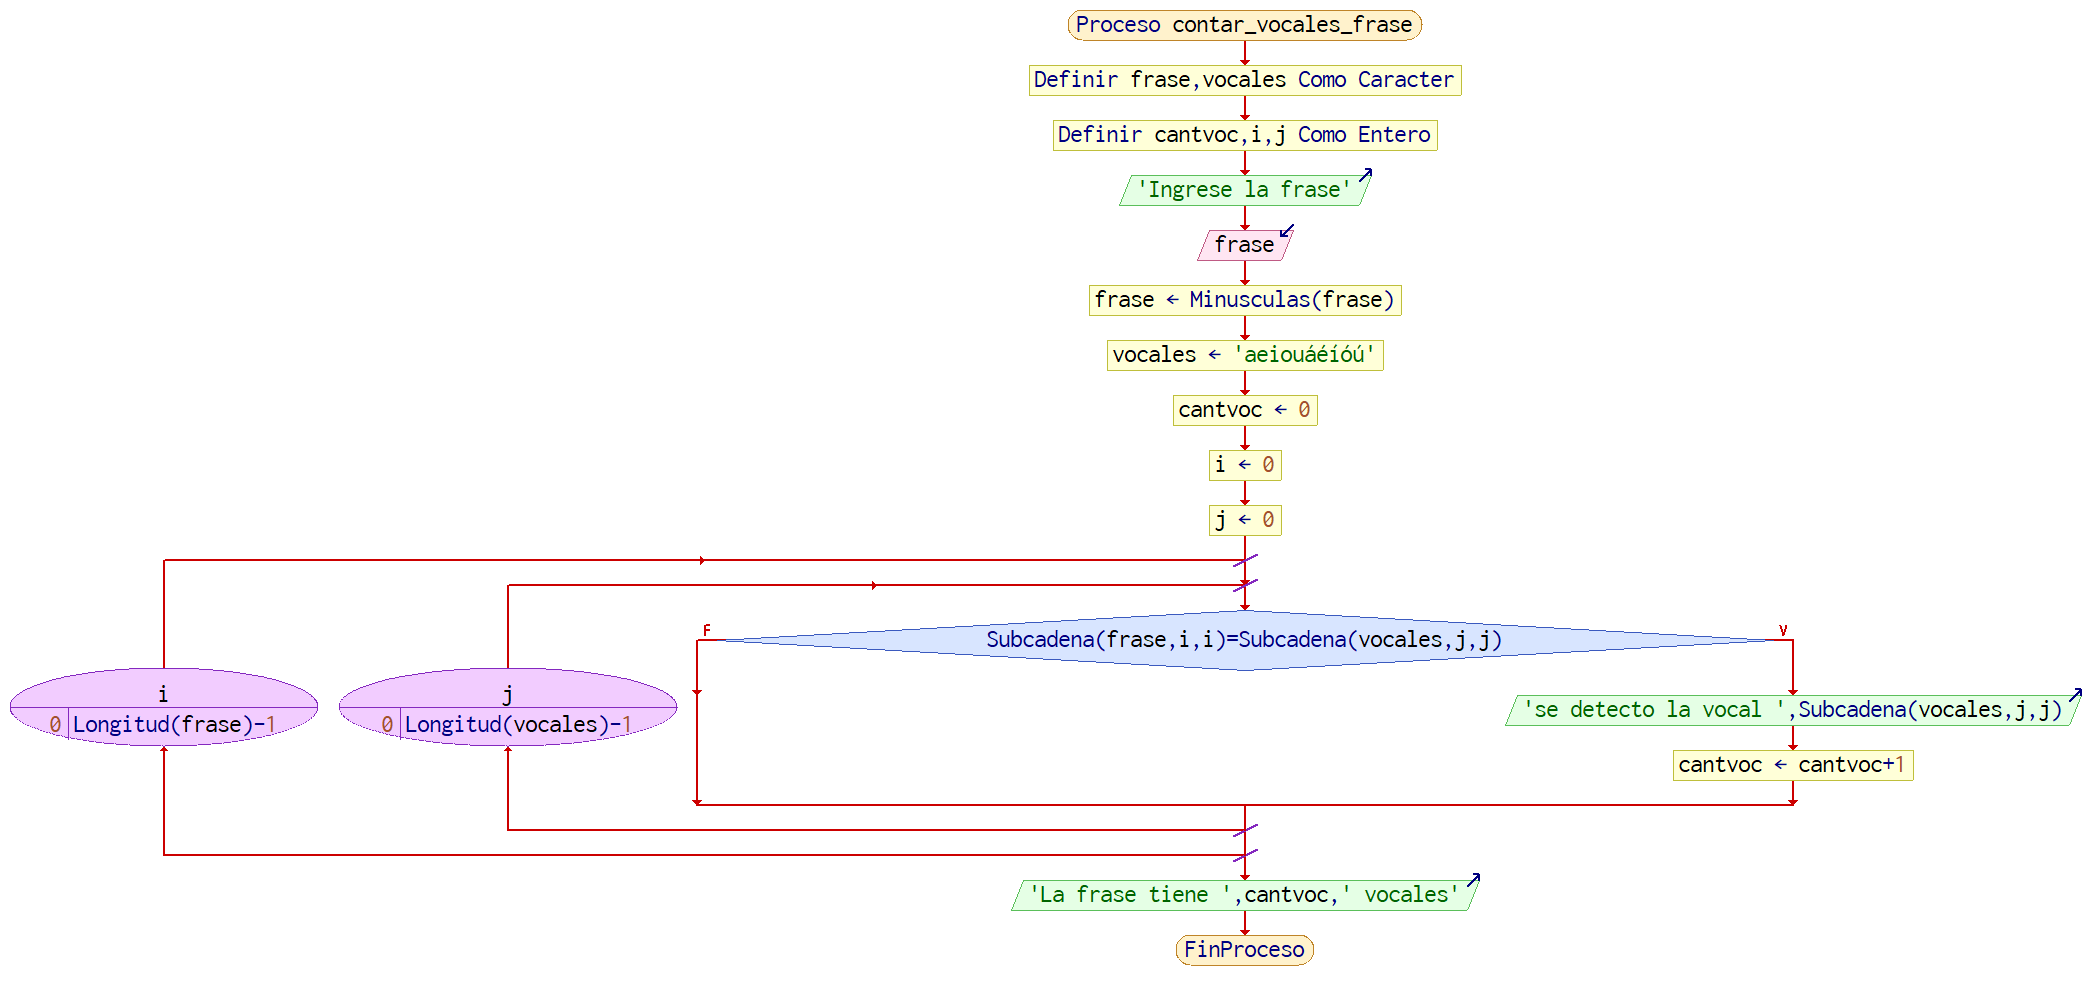 Proceso contar_vocales_frase
Definir frase,vocales Como Caracter
Definir cantvoc,i,j Como Entero
'Ingrese la frase'
frase
frase ← Minusculas(frase)
vocales ← 'aeiouáéíóú'
cantvoc ← 0
i ← 0
j ← 0
F
Subcadena(frase,i,i)=Subcadena(vocales,j,j)
V
i
0 Longitud(frase)-1
j
0 Longitud(vocales)-1
'se detecto la vocal ',Subcadena(vocales,j,j)
cantvoc ← cantvoc+1
'La frase tiene ',cantvoc,' vocales'
FinProceso